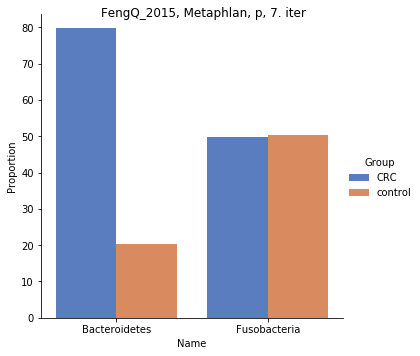 FengQ_2015, Metaphlan, p, 7. iter
80
70
60
50
40
30
20
10
0
Proportion
Bacteroidetes
Fusobacteria
Name
Group
CRC
control